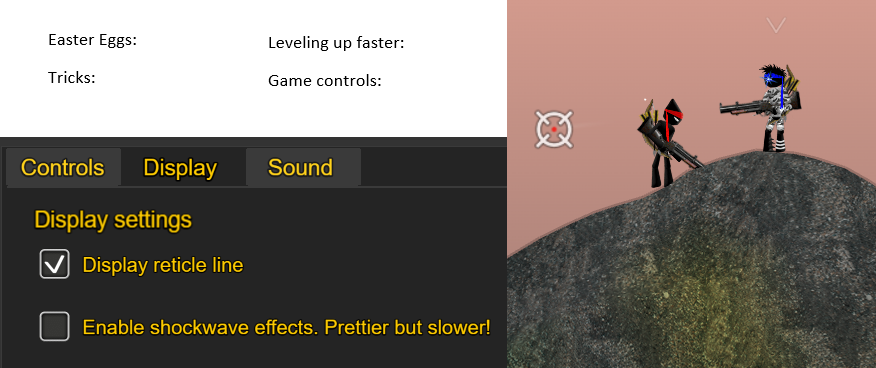 Easter Eggs:
Leveling up faster:
Tricks:
Game controls:
Controls
Display
Sound
Display settings
Display reticle line
Enable shockwave effects. Prettier but slower!